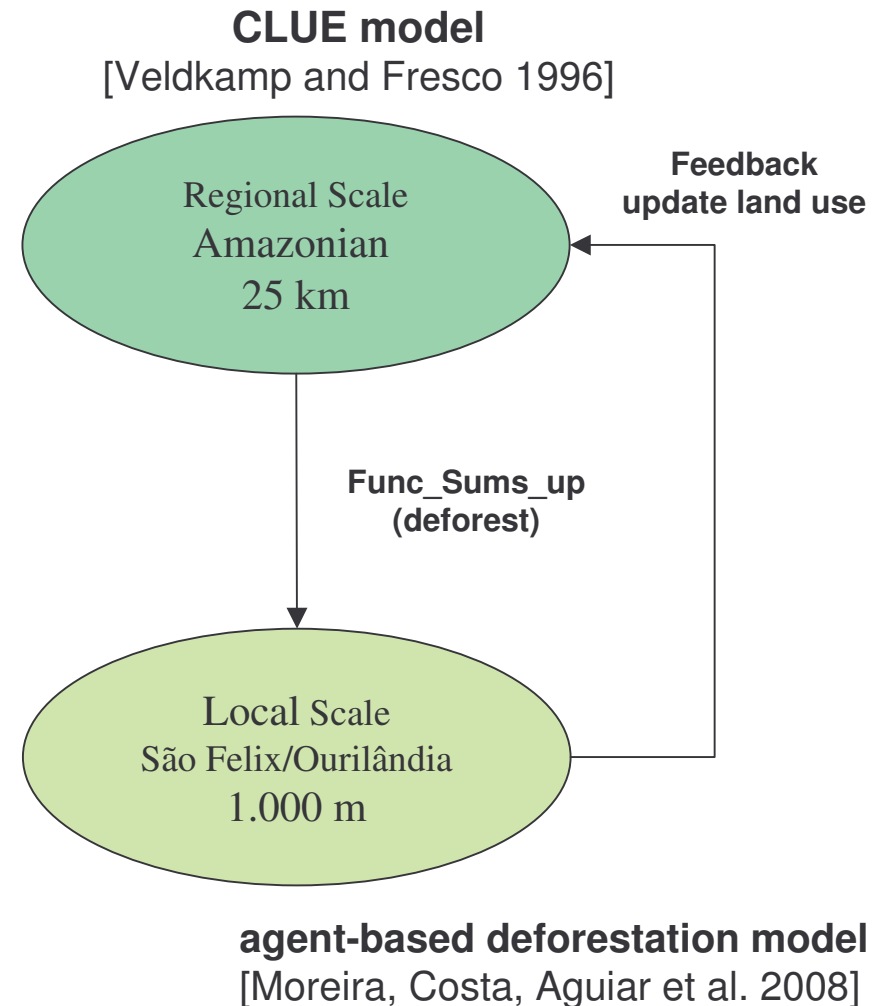 CLUE model
[Veldkamp and Fresco 1996]
Regional Scale
Amazonian
25 km
Feedback
update land use
Func_Sums_up
(deforest)
Local Scale
São Felix/Ourilândia
1.000 m
agent-based deforestation model
[Moreira, Costa, Aguiar et al. 2008]